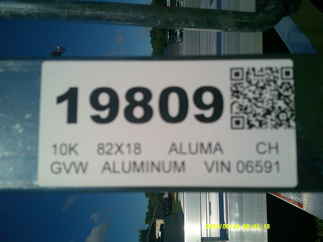 19809
10K 82X18 ALUMA CH
GVW ALUMINUM VIN 06591